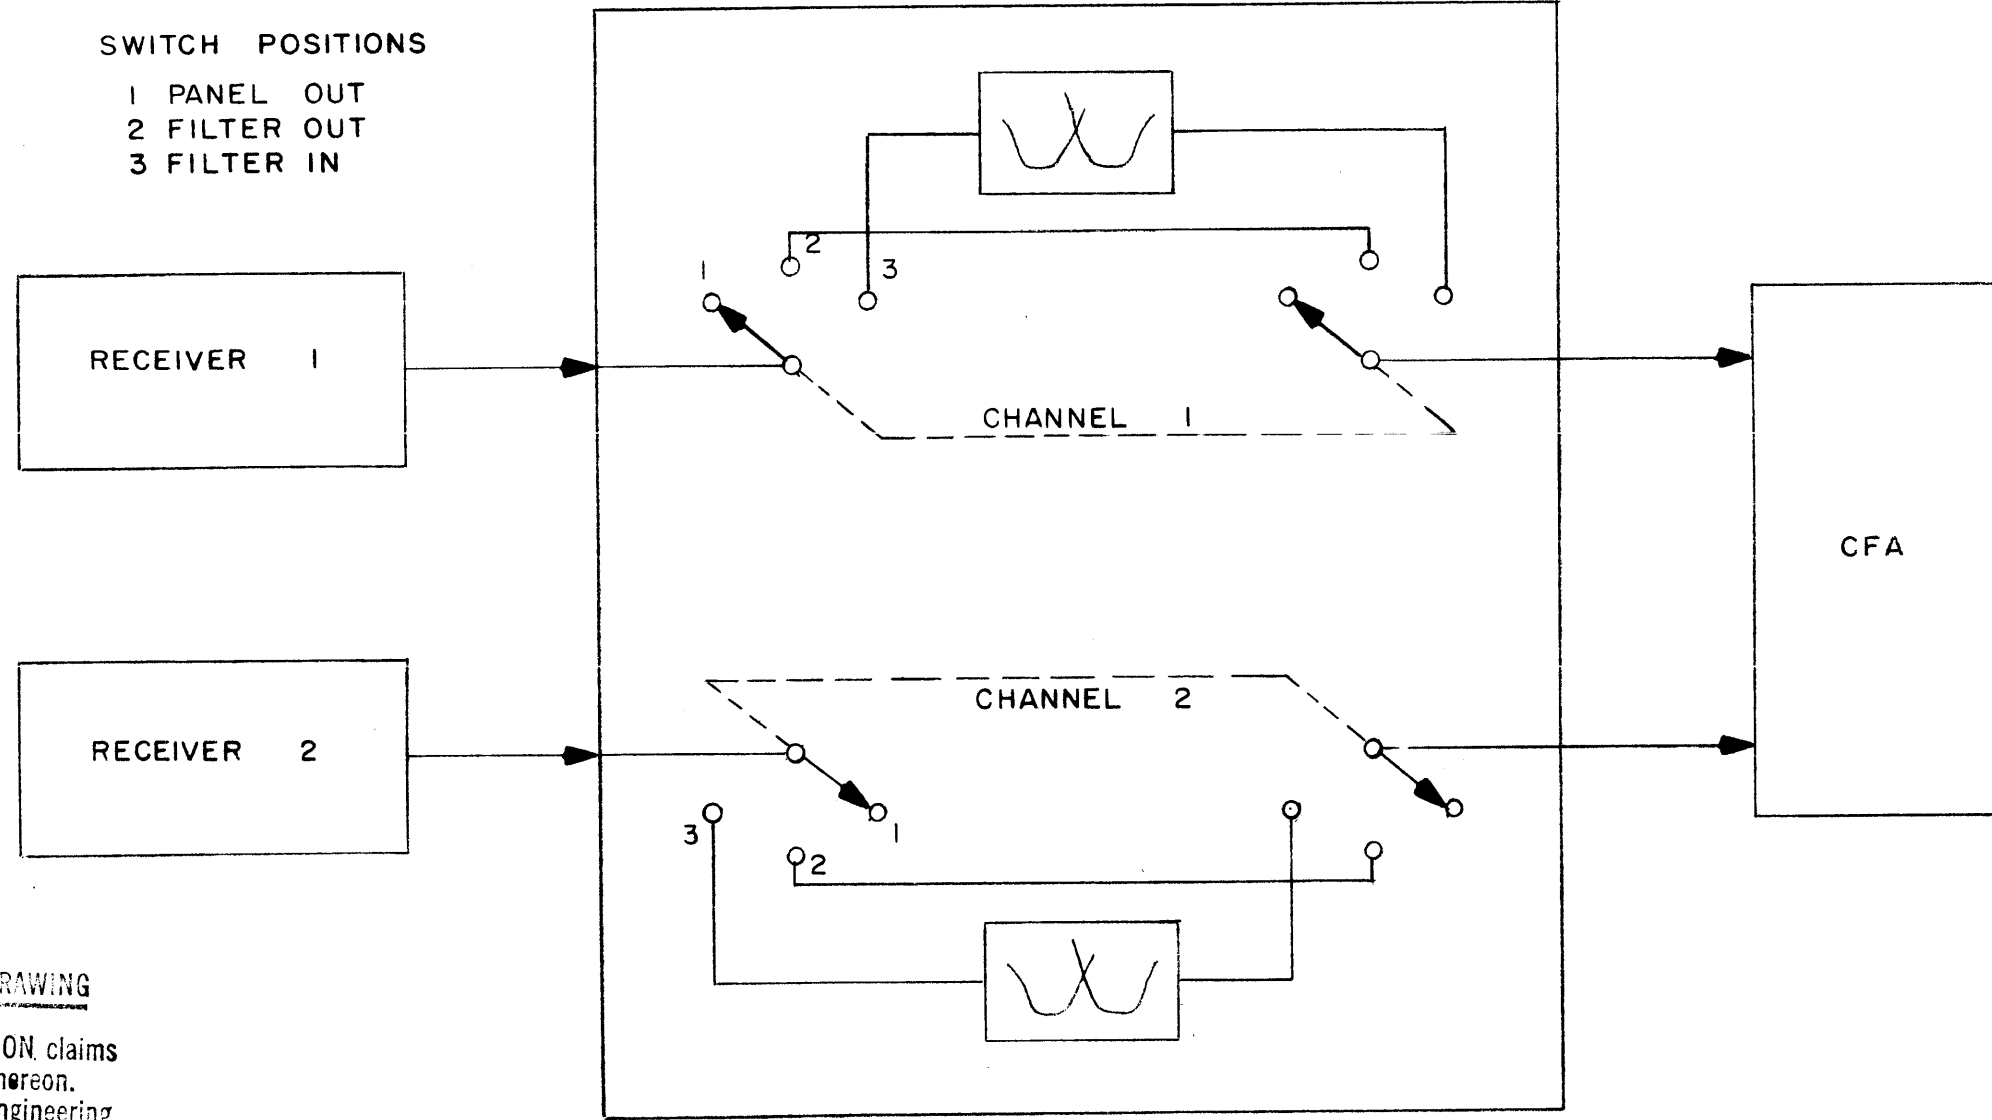 SWITCH POSITIONS
1 PANEL OUT
2 FILTER OUT
3 FILTER IN
2
1
3
RECEIVER 1
CHANNEL 1
CFA
CHANNEL 2
RECEIVER 2
3
1
2
RAWING
ON claims
hereon.
ngineering